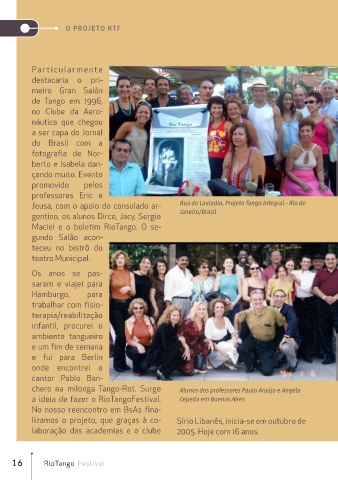 O PROJETO RTF
Particularmente
destacaria o pri-
meiro Gran Salón
de Tango em 1996,
no Clube da Aero-
náutica que chegou
a ser capa do Jornal
do Brasil com a
fotografia de Nor-
berto e Isabela dan-
çando muito. Evento
promovido pelos
professores Eric e
Jeusa, com o apoio do consulado ar-
gentino, os alunos Dirce, Jacy, Sergio
Maciel e o boletim RioTango. O se-
gundo Salão acon-
teceu no bistrô do
teatro Municipal.
Os anos se pas-
saram e viajei para
Hamburgo, para
trabalhar com fisio-
terapia/reabilitação
infantil, procurei o
ambiente tangueiro
e um fim de semana
e fui para Berlin
onde encontrei o
cantor Pablo Ban-
chero na milonga Tango-Rot. Surge
a ideia de fazer o RioTangoFestival.
No nosso reencontro em BsAs fina-
lizamos o projeto, que graças à co-
laboração das academias e o clube
Rio Tango
Rua do Lavradio, Projeto Tango Integral - Rio de
Janeiro/Brasil
Alunos dos professores Paulo Araújo e Angela
Cepeda em Buenos Aires
Sírio Libanês, inicia-se em outubro de
2005. Hoje com 16 anos.
16
RioTango Festival